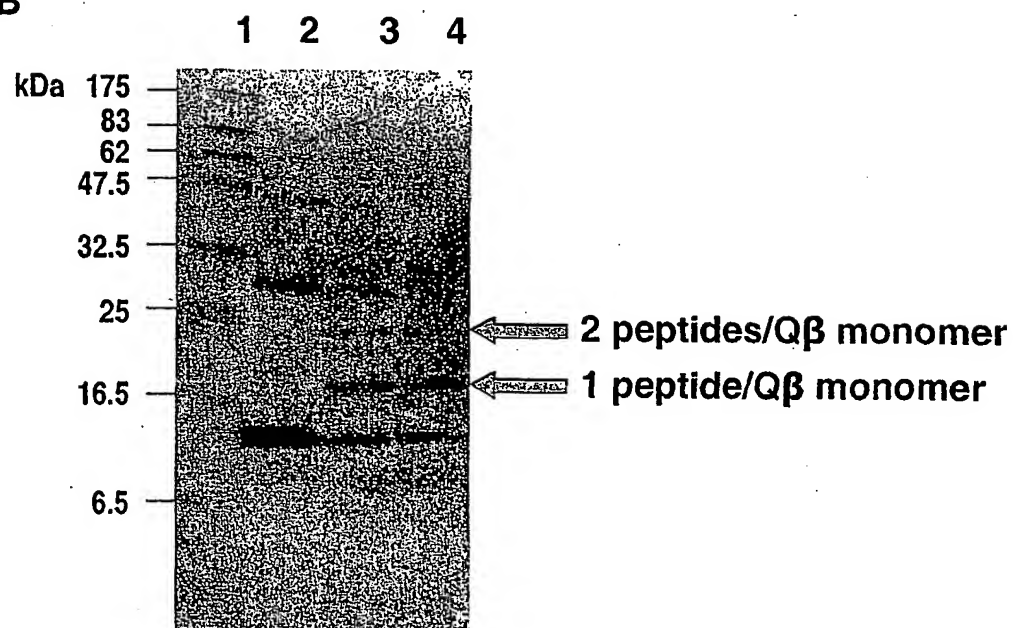 B
1 2 3 4
kDa 175
83
62
47.5
32.5
25
2 peptides/Qβ monomer
1 peptide/Qβ monomer
16.5
6.5